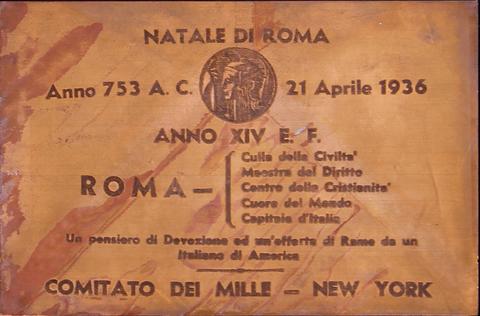 NATALE DI ROMA
Anno 753 A. C. 21 Aprile 1936
ANNO XIV E. F.
ROMA —
Culla della Civilta'
Maestra del Diritto
Centro della Cristianita'
Cuore del Mondo
Capitale d'Italia
Un pensiero di Devozione ed un'offerta di Rame da un
Italiano di America
COMITATO DEI MILLE — NEW YORK